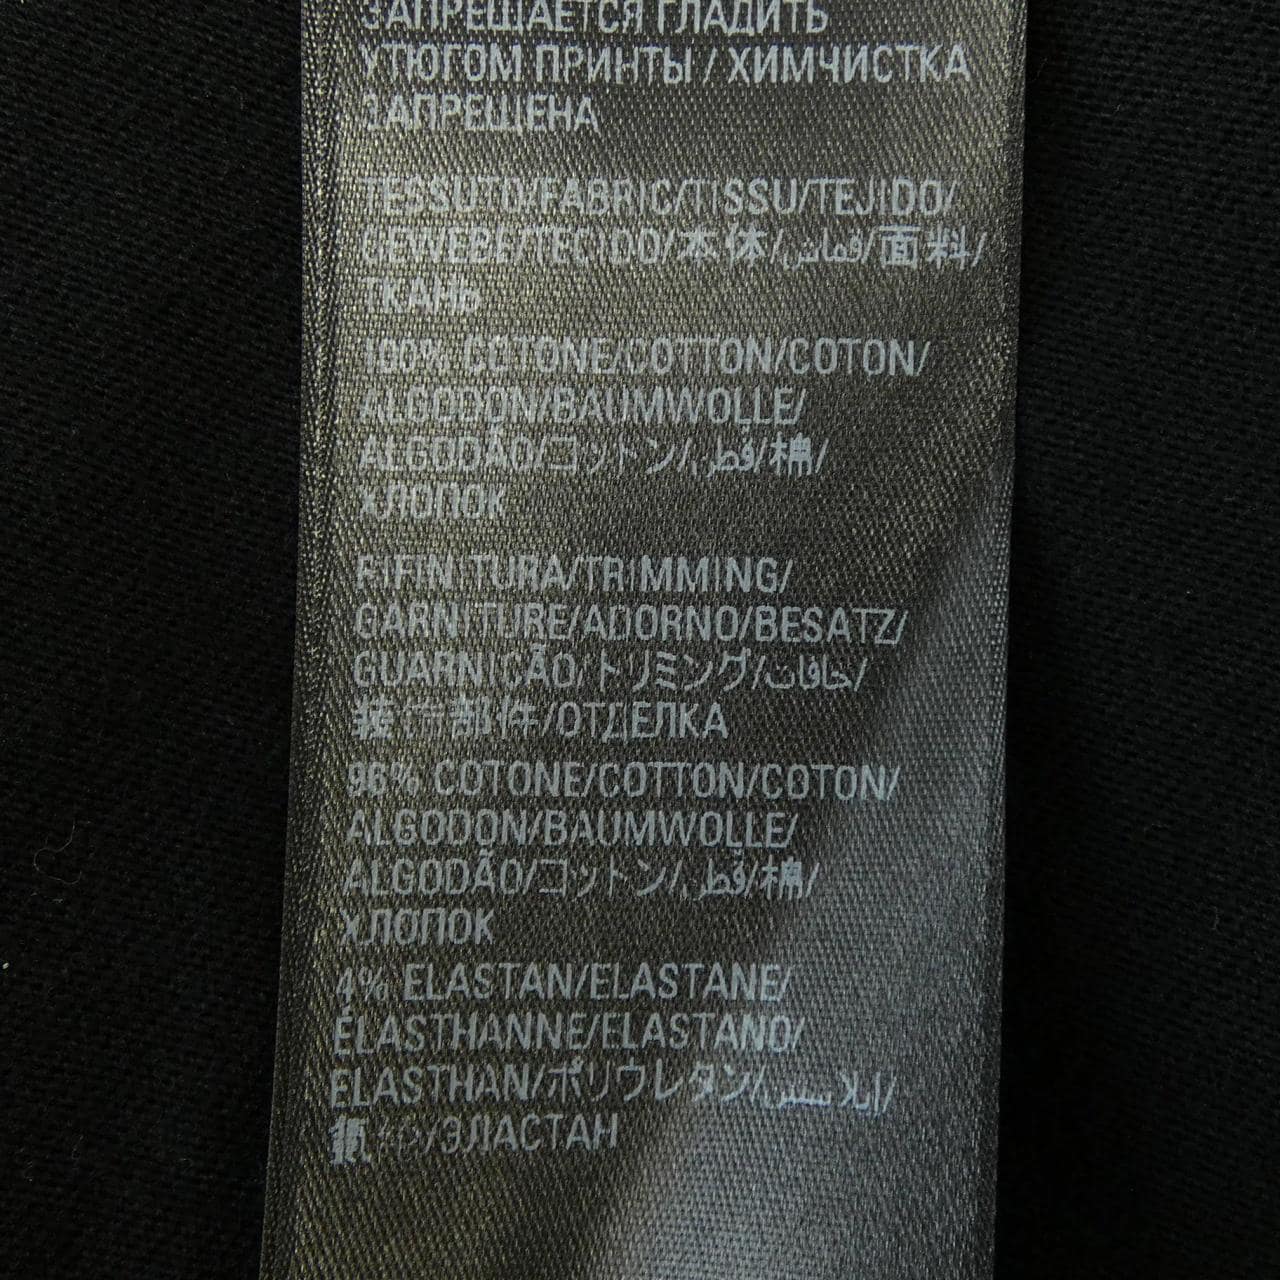 ЗАПРЕЩАЕТСЯ ГЛАДИТЬ
УТЮГОМ ПРИНТЫ / ХИМЧИСТКА
ЗАПРЕЩЕНА
TESSUTO/FABRIC/TISSU/TEJIDO/
GEWEBE/TECIDO/本体/قماش/面料/
ТКАНЬ
100% COTONE/COTTON/COTON/
ALGODON/BAUMWOLLE/
ALGODÃO/コットン/قطن/棉/
ХЛОПОК
RIFINITURA/TRIMMING/
GARNITURE/ADORNO/BESATZ/
GUARNIÇÃO/トリミング/حافات/
装饰部件/ОТДЕЛКА
96% COTONE/COTTON/COTON/
ALGODON/BAUMWOLLE/
ALGODÃO/コットン/قطن/棉/
ХЛОПОК
4% ELASTAN/ELASTANE/
ÉLASTHANNE/ELASTANO/
ELASTHAN/ポリウレタン/إيلاستين/
氨纶/ЭЛАСТАН